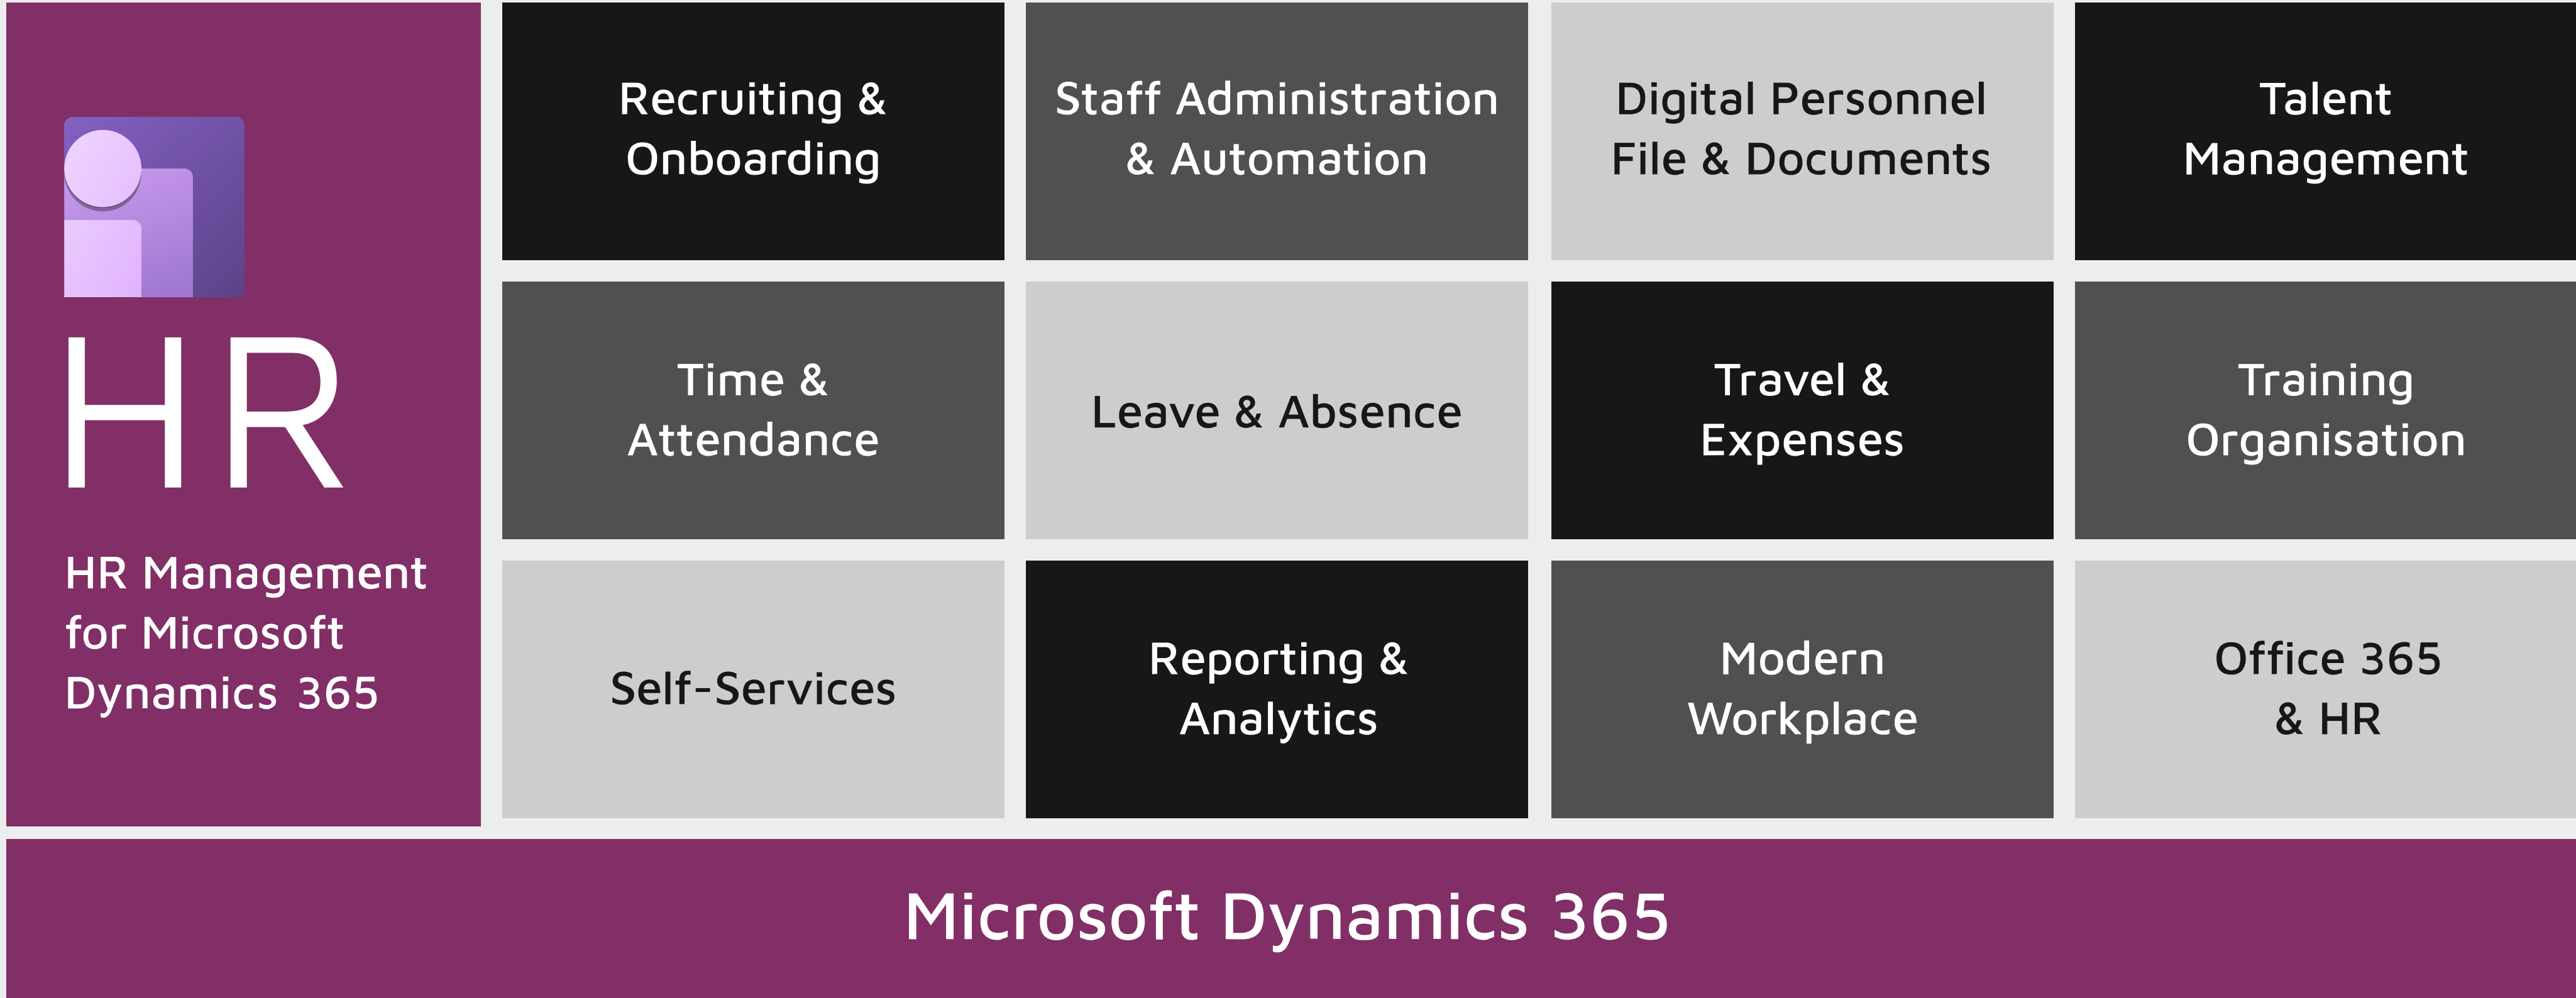 HR
HR Management
for Microsoft
Dynamics 365
Recruiting &
Onboarding
Staff Administration
& Automation
Digital Personnel
File & Documents
Talent
Management
Time &
Attendance
Leave & Absence
Travel &
Expenses
Training
Organisation
Self-Services
Reporting &
Analytics
Modern
Workplace
Office 365
& HR
Microsoft Dynamics 365